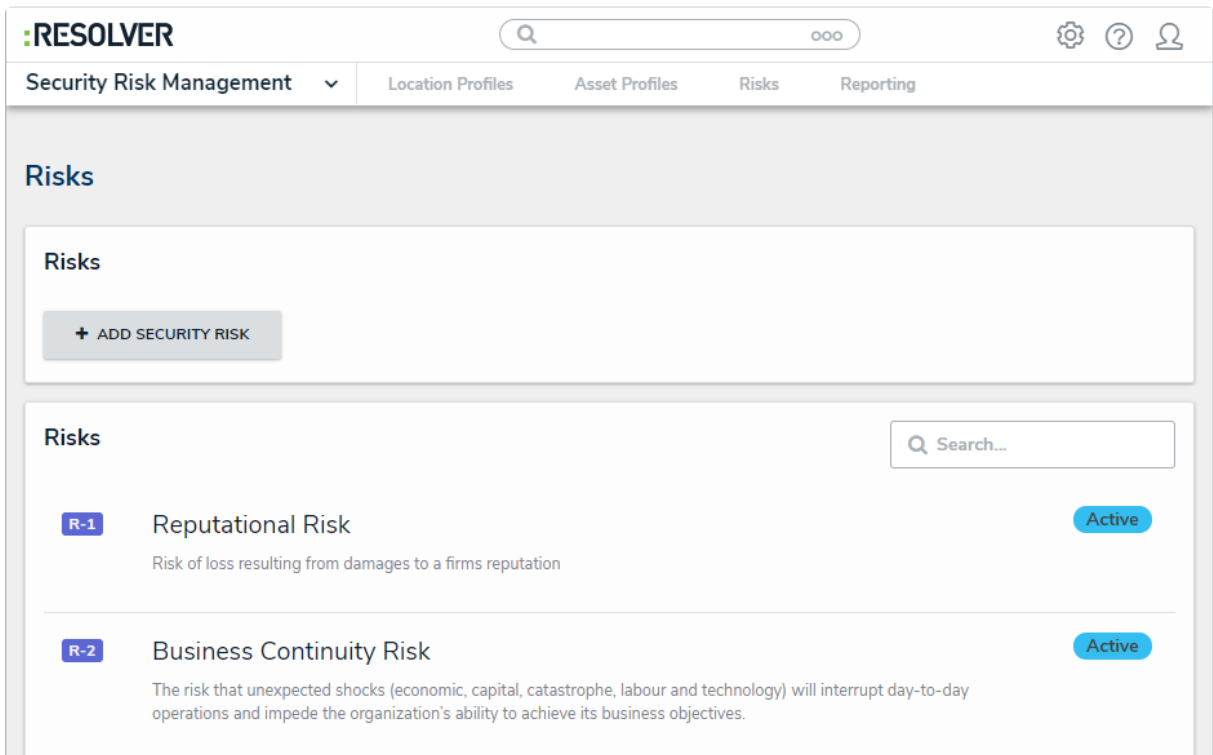 :RESOLVER
ooo
Security Risk Management
Location Profiles
Asset Profiles
Risks
Reporting
Risks
Risks
+ ADD SECURITY RISK
Risks
Search...
R-1
Reputational Risk
Active
Risk of loss resulting from damages to a firms reputation
R-2
Business Continuity Risk
Active
The risk that unexpected shocks (economic, capital, catastrophe, labour and technology) will interrupt day-to-day
operations and impede the organization's ability to achieve its business objectives.